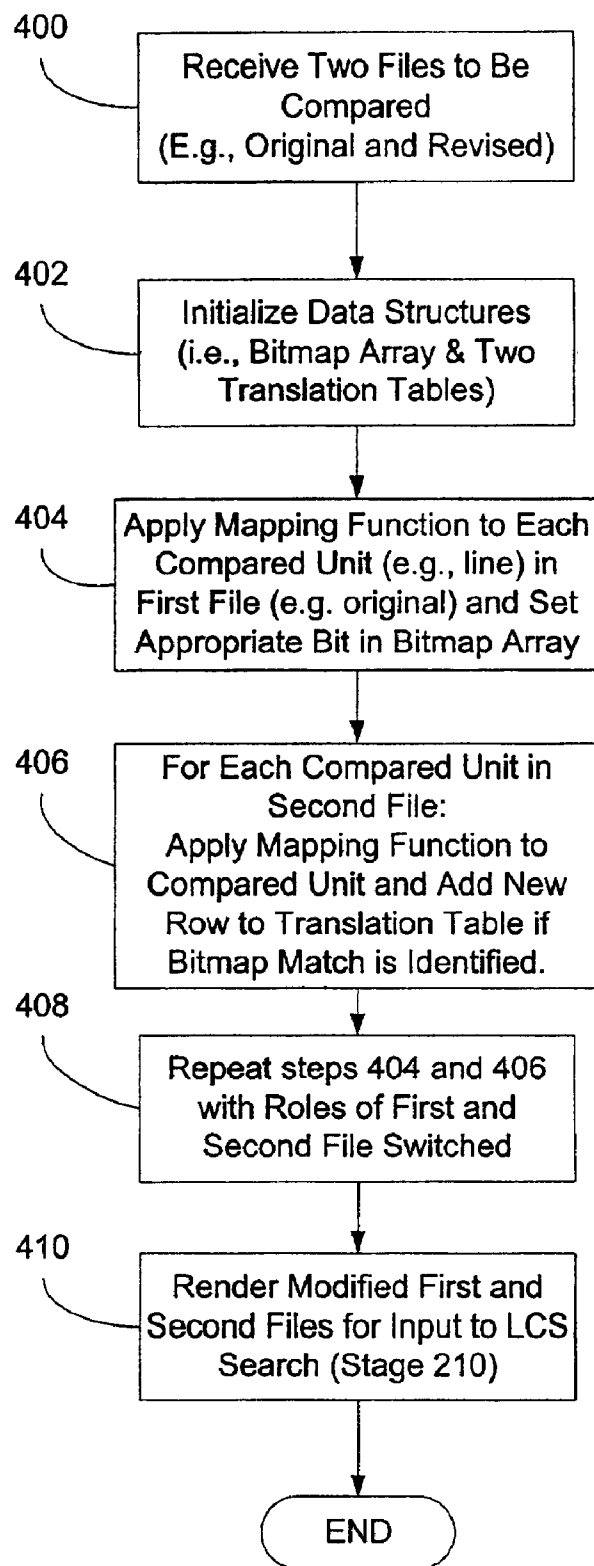 400
Receive Two Files to Be
Compared
(E.g., Original and Revised)
402
Initialize Data Structures
(i.e., Bitmap Array & Two
Translation Tables)
404
Apply Mapping Function to Each
Compared Unit (e.g., line) in
First File (e.g. original) and Set
Appropriate Bit in Bitmap Array
406
For Each Compared Unit in
Second File:
Apply Mapping Function to
Compared Unit and Add New
Row to Translation Table if
Bitmap Match is Identified.
408
Repeat steps 404 and 406
with Roles of First and
Second File Switched
410
Render Modified First and
Second Files for Input to LCS
Search (Stage 210)
END